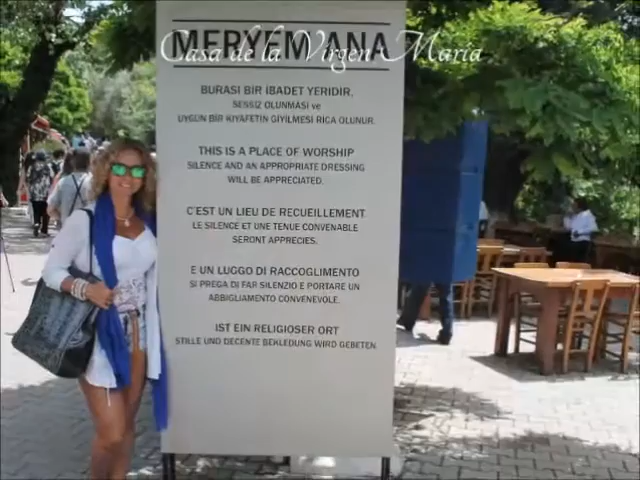 MERYEM ANA
Casa de la Virgen María
BURASI BİR İBADET YERİDİR.
SESSİZ OLUNMASI ve
UYGUN BİR KIYAFETİN GİYİLMESİ RİCA OLUNUR.
THIS IS A PLACE OF WORSHIP
SILENCE AND AN APPROPRIATE DRESSING
WILL BE APPRECIATED.
C'EST UN LIEU DE RECUEILLEMENT
LE SILENCE ET UNE TENUE CONVENABLE
SERONT APPRECIES.
E UN LUGGO DI RACCOGLIMENTO
SI PREGA DI FAR SILENZIO E PORTARE UN
ABBIGLIAMENTO CONVENEVOLE.
IST EIN RELIGIOSER ORT
STILLE UND DECENTE BEKLEDUNG WIRD GEBETEN.